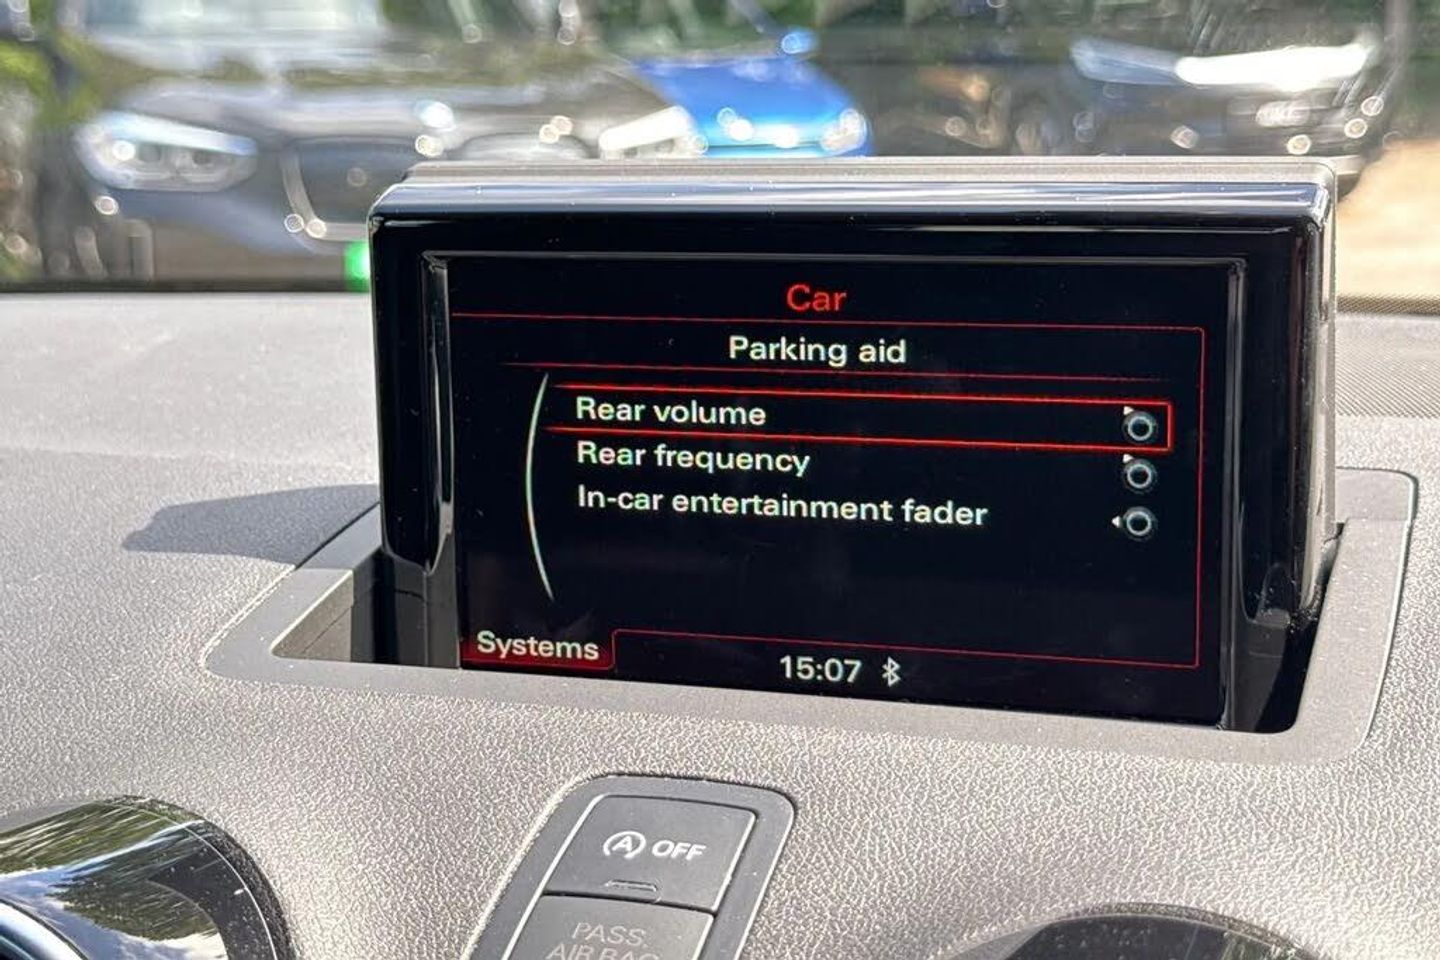 Car
Parking aid
Rear volume
Rear frequency
In-car entertainment fader
Systems
15:07
A OFF
PASS.
AIR BAG